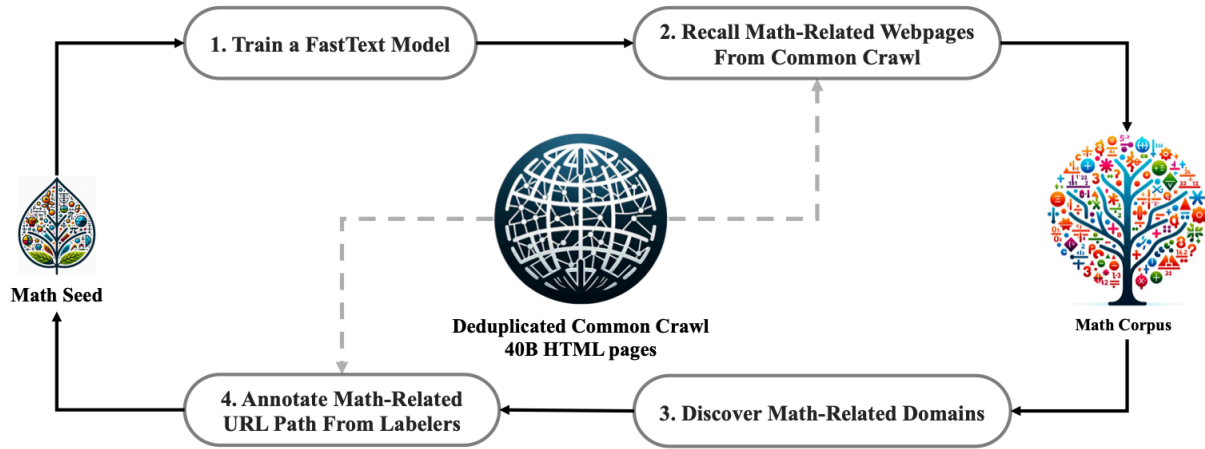 1. Train a FastText Model
2. Recall Math-Related Webpages
From Common Crawl
Math Seed
Deduplicated Common Crawl
40B HTML pages
Math Corpus
4. Annotate Math-Related
URL Path From Labelers
3. Discover Math-Related Domains